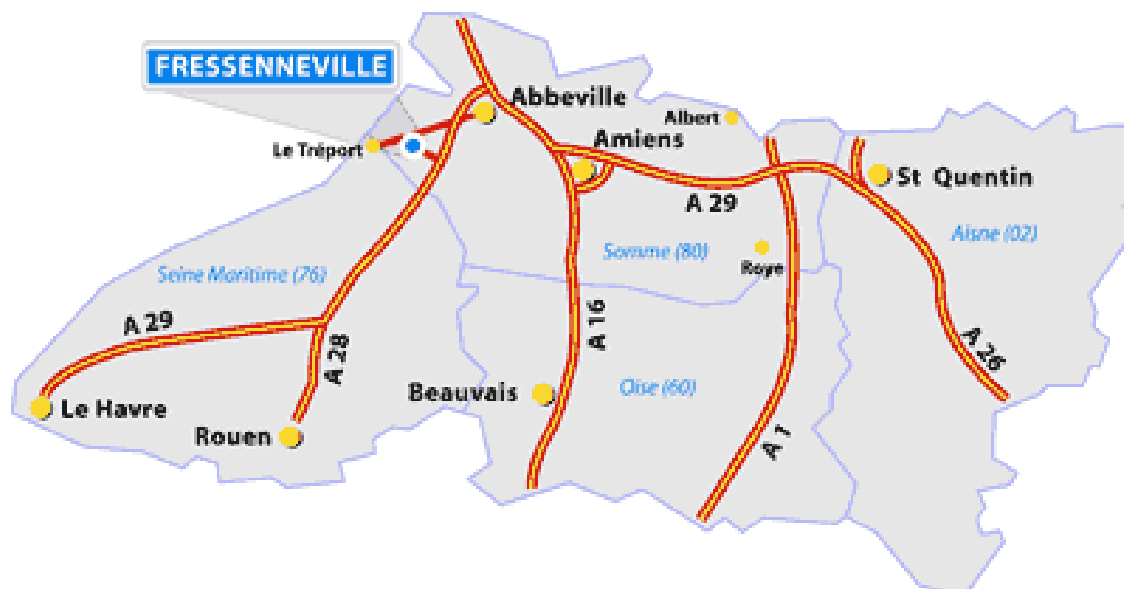 FRESSENNEVILLE
Abbeville
Albert
Amiens
Le Tréport
St Quentin
A 29
Aisne (02)
Somme (80)
Roye
Seine Maritime (76)
A 29
A 28
A 16
A 26
Beauvais
Oise (60)
Le Havre
Rouen
A 1